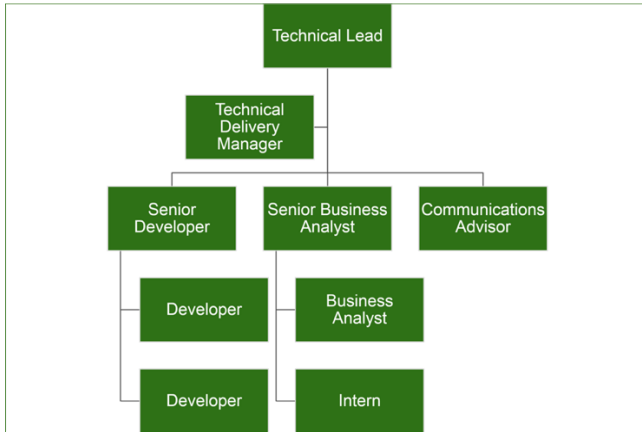 Technical Lead
Technical
Delivery
Manager
Senior
Developer
Senior Business
Analyst
Communications
Advisor
Developer
Business
Analyst
Developer
Intern